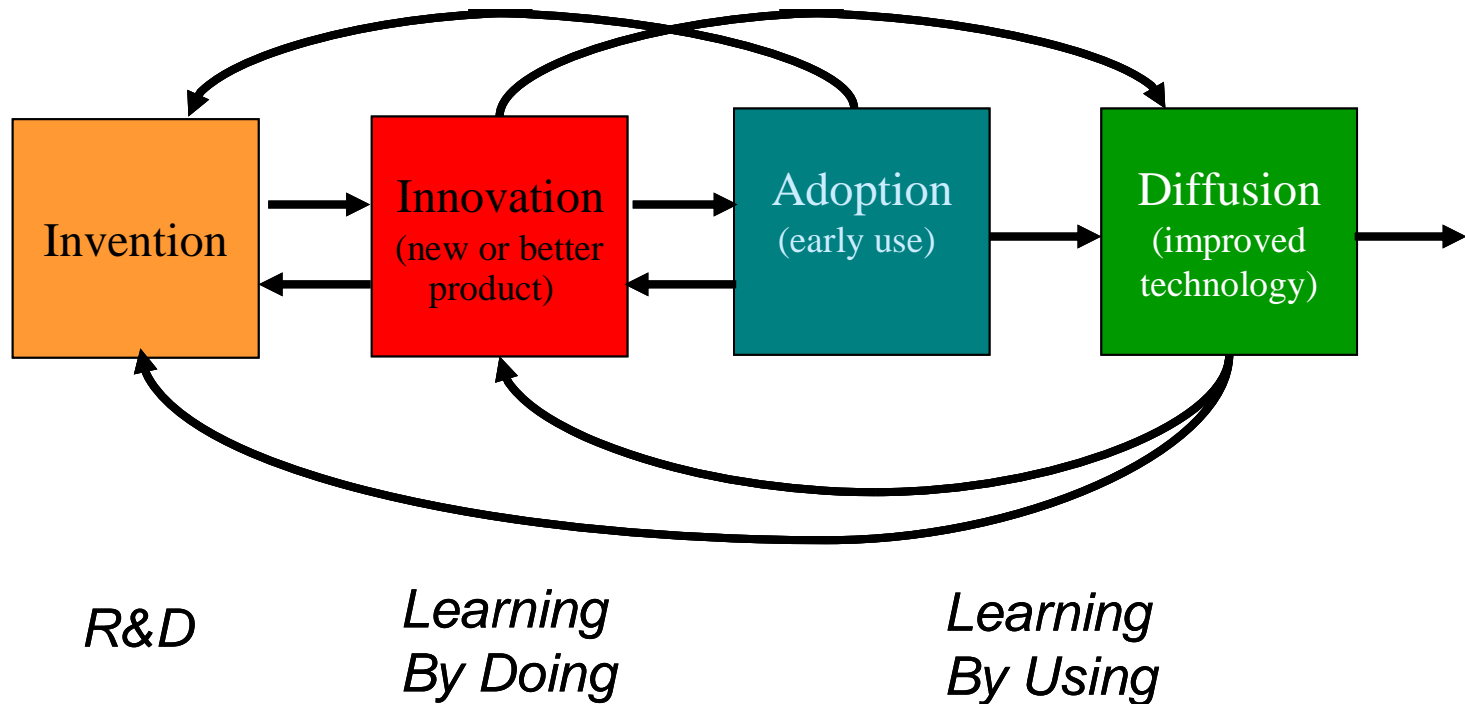 Invention
Innovation
(new or better
product)
Adoption
(early use)
Diffusion
(improved
technology)
R&D
Learning
By Doing
Learning
By Using